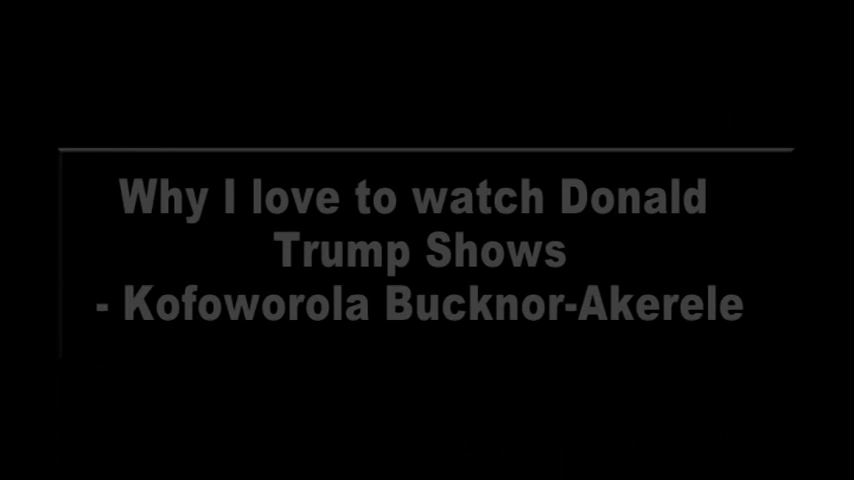 Why I love to watch Donald
Trump Shows
- Kofoworola Bucknor-Akerele